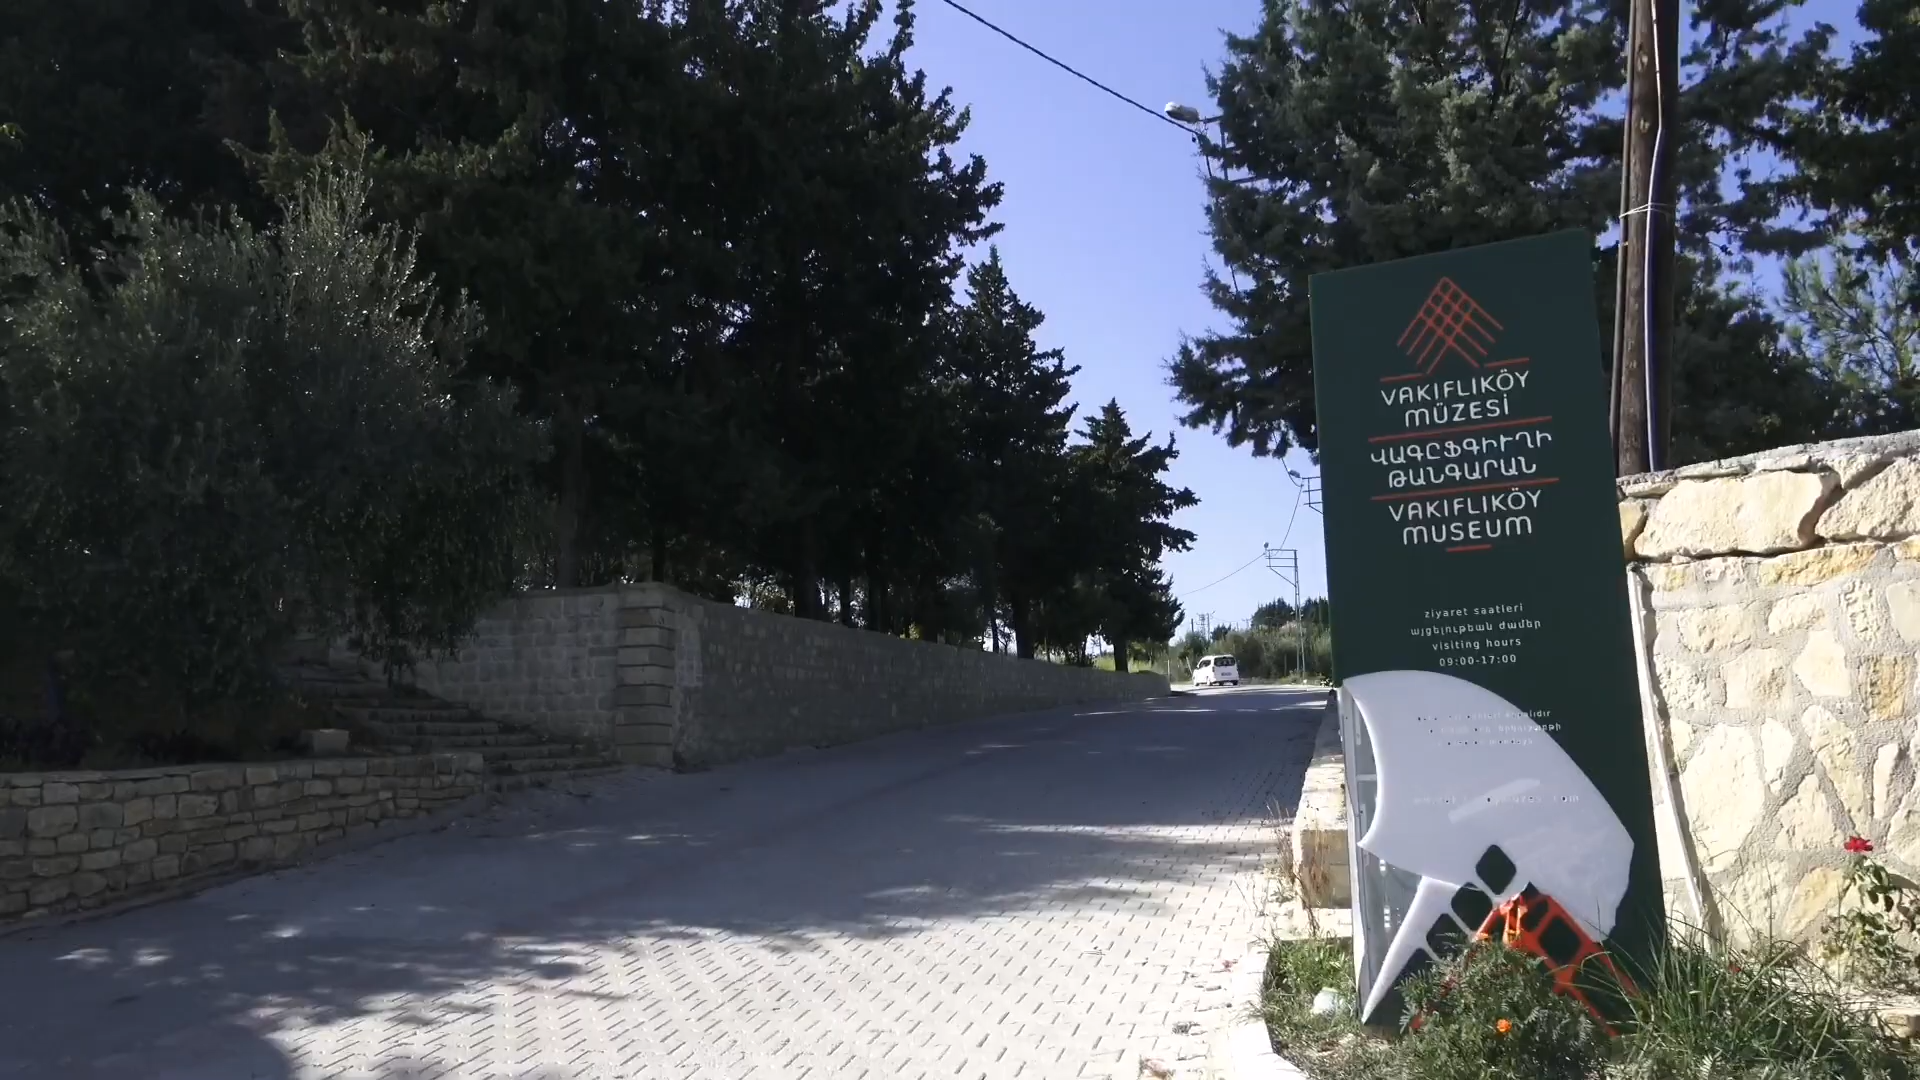 VAKIFLIKÖY
MÜZESİ
ՎԱԳԸՖԳԻՒՂԻ
ԹԱՆԳԱՐԱՆ
VAKIFLIKÖY
MUSEUM
ziyaret saatleri
այցելութեան ժամեր
visiting hours
09:00-17:00